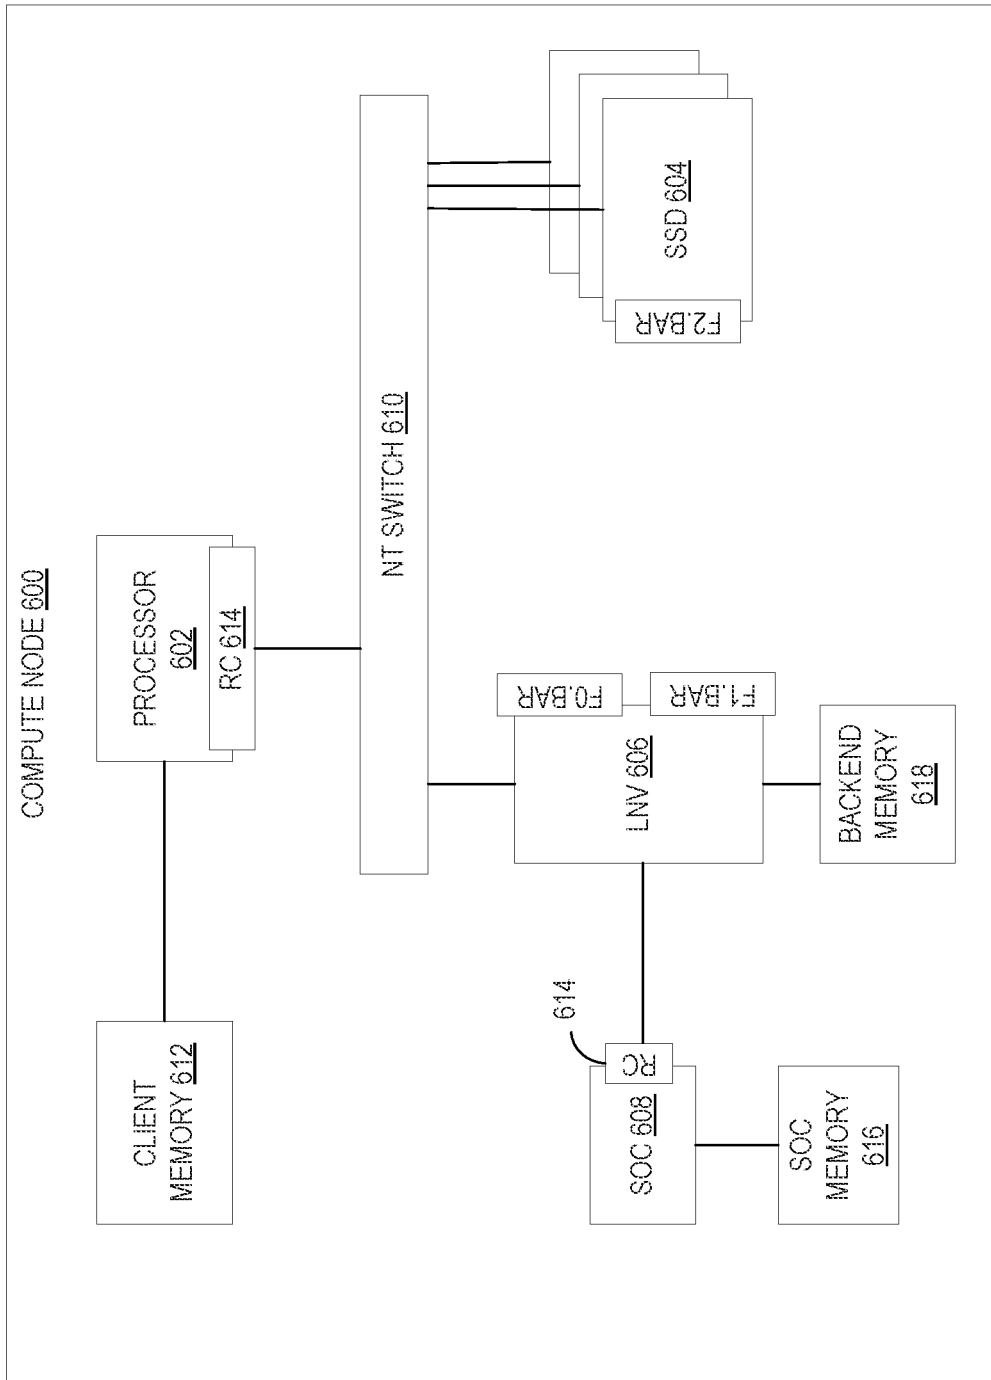 COMPUTE NODE 600
CLIENT
MEMORY 612
PROCESSOR
602
RC 614
NT SWITCH 610
614
RC
SOC 608
SOC
MEMORY
616
LNV 606
F0.BAR
F1.BAR
BACKEND
MEMORY
618
SSD 604
F2.BAR